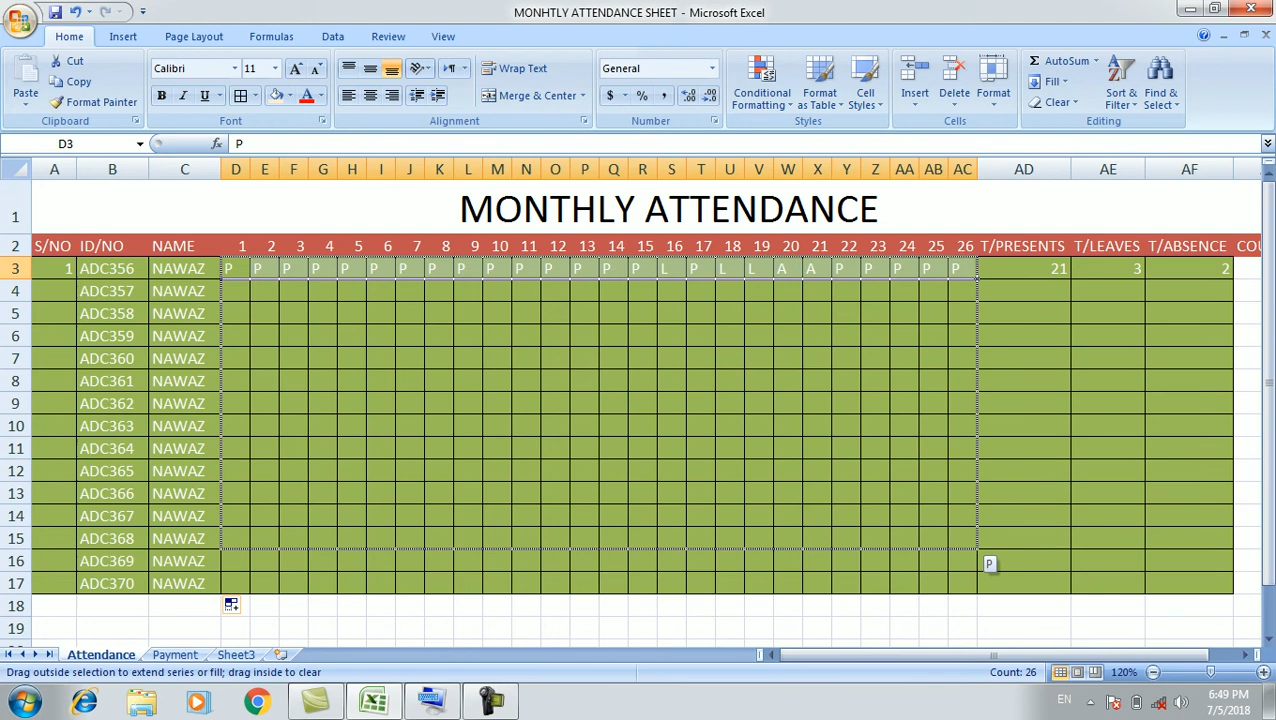 MONHTLY ATTENDANCE SHEET - Microsoft Excel
Home Insert Page Layout Formulas Data Review View
Paste Cut Calibri 11 Wrap Text General Conditional Formatting Format as Table Cell Styles Insert Delete Format AutoSum Sort & Filter Find & Select
Copy Fill
Format Painter B I U A Merge & Center $ % , Clear
Clipboard Font Alignment Number Styles Cells Editing
D3 fx P
A B C D E F G H I J K L M N O P Q R S T U V W X Y Z AA AB AC AD AE AF
1 MONTHLY ATTENDANCE
2 S/NO ID/NO NAME 1 2 3 4 5 6 7 8 9 10 11 12 13 14 15 16 17 18 19 20 21 22 23 24 25 26 T/PRESENTS T/LEAVES T/ABSENCE COU
3 1 ADC356 NAWAZ P P P P P P P P P P P P P P P L P L L A A P P P P P 21 3 2
4 ADC357 NAWAZ
5 ADC358 NAWAZ
6 ADC359 NAWAZ
7 ADC360 NAWAZ
8 ADC361 NAWAZ
9 ADC362 NAWAZ
10 ADC363 NAWAZ
11 ADC364 NAWAZ
12 ADC365 NAWAZ
13 ADC366 NAWAZ
14 ADC367 NAWAZ
15 ADC368 NAWAZ
16 ADC369 NAWAZ P
17 ADC370 NAWAZ
18
19
Attendance Payment Sheet3
Drag outside selection to extend series or fill; drag inside to clear Count: 26 120%
EN 6:49 PM
7/5/2018